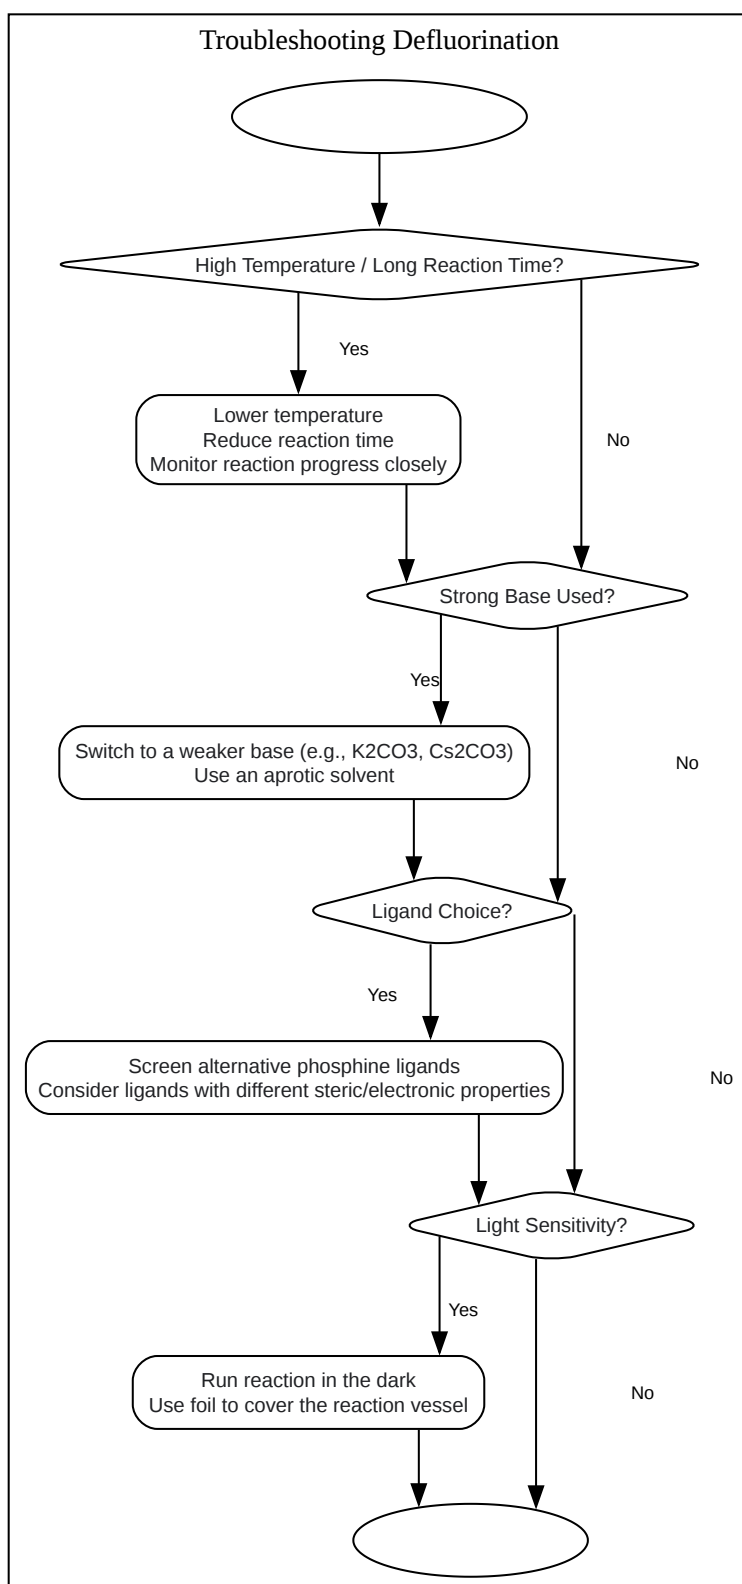 Troubleshooting Defluorination
High Temperature / Long Reaction Time?
Yes
Lower temperature
Reduce reaction time
Monitor reaction progress closely
No
Strong Base Used?
Yes
Switch to a weaker base (e.g., K2CO3, Cs2CO3)
Use an aprotic solvent
No
Ligand Choice?
Yes
Screen alternative phosphine ligands
Consider ligands with different steric/electronic properties
No
Light Sensitivity?
Yes
Run reaction in the dark
Use foil to cover the reaction vessel
No